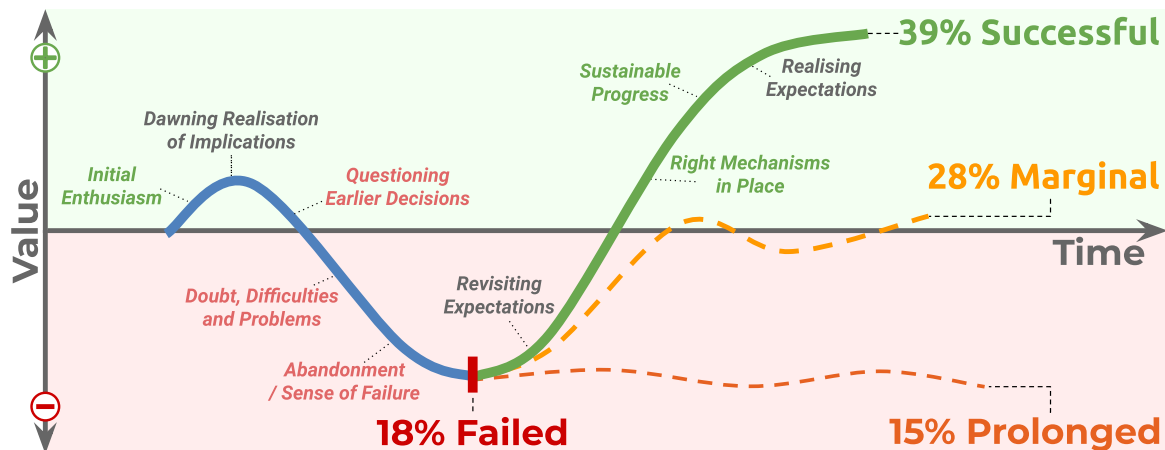 39% Successful
Realising
Expectations
Sustainable
Progress
Dawning Realisation
of Implications
Initial
Enthusiasm
Questioning
Earlier Decisions
Right Mechanisms
in Place
28% Marginal
Value
Time
Doubt, Difficulties
and Problems
Revisiting
Expectations
Abandonment
/ Sense of Failure
18% Failed
15% Prolonged